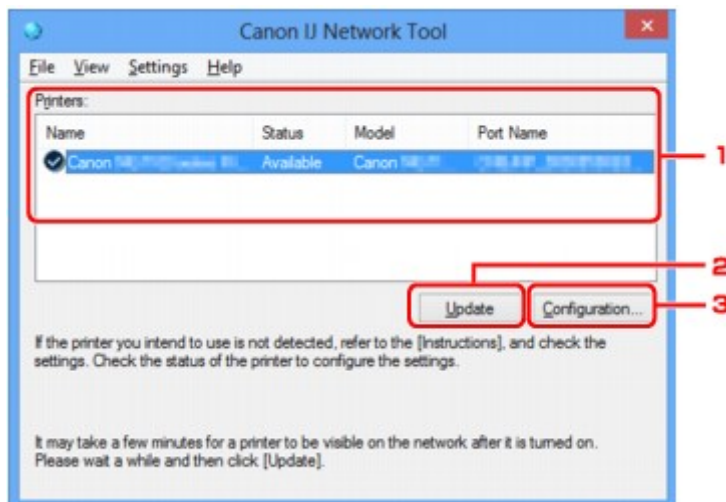 Canon IJ Network Tool
File View Settings Help
Printers:
Name Status Model Port Name
Canon Available Canon
1
2
Update Configuration...
3
If the printer you intend to use is not detected, refer to the [Instructions], and check the
settings. Check the status of the printer to configure the settings.
It may take a few minutes for a printer to be visible on the network after it is turned on.
Please wait a while and then click [Update].